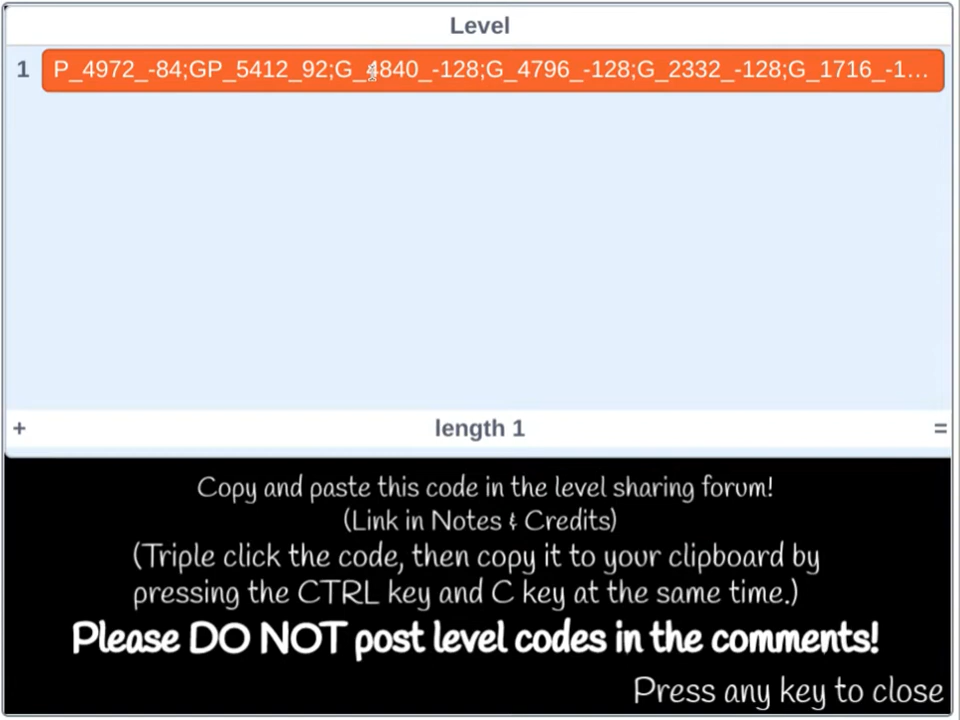 Level
1 P_4972_-84;GP_5412_92;G_4840_-128;G_4796_-128;G_2332_-128;G_1716_-1...
+ length 1 =
Copy and paste this code in the level sharing forum!
(Link in Notes & Credits)
(Triple click the code, then copy it to your clipboard by
pressing the CTRL key and C key at the same time.)
Please DO NOT post level codes in the comments!
Press any key to close